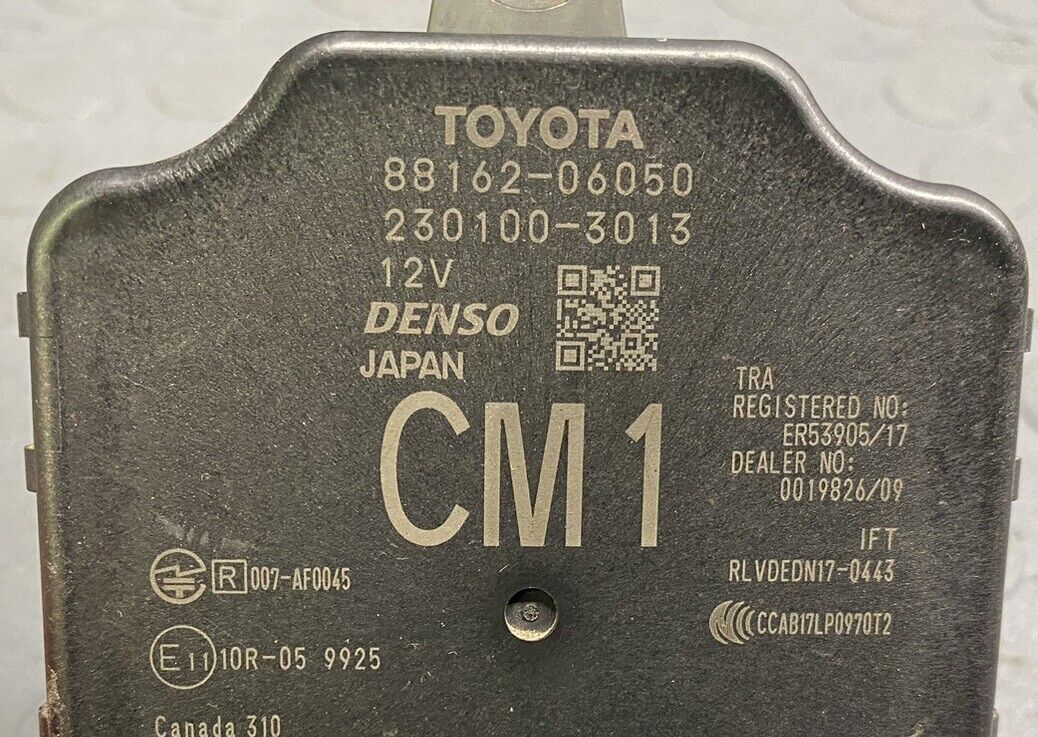 TOYOTA
88162-06050
230100-3013
12V
DENSO
JAPAN
CM1
TRA
REGISTERED NO:
ER53905/17
DEALER NO:
0019826/09
IFT
RLVDEDN17-0443
R 007-AF0045
CCAB17LP0970T2
E11 10R-05 9925
Canada 310